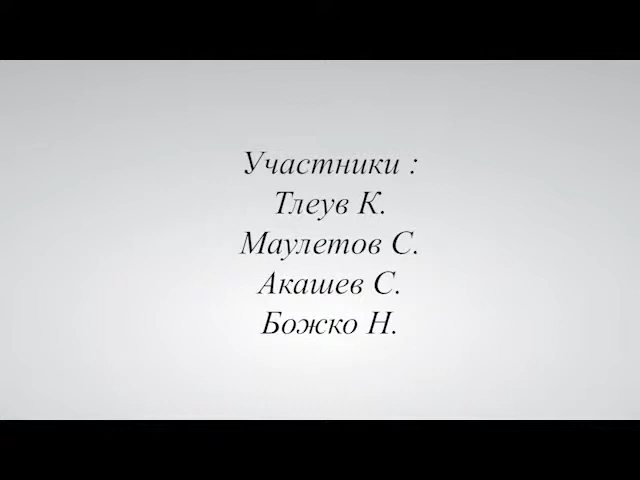 Участники :
Тлеув К.
Маулетов С.
Акашев С.
Божко Н.